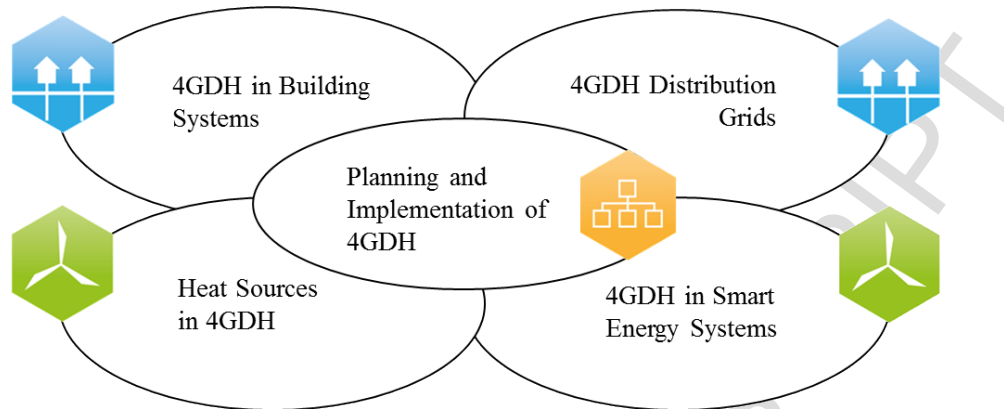 4GDH in Building
Systems
4GDH Distribution
Grids
Planning and
Implementation of
4GDH
Heat Sources
in 4GDH
4GDH in Smart
Energy Systems
IPT